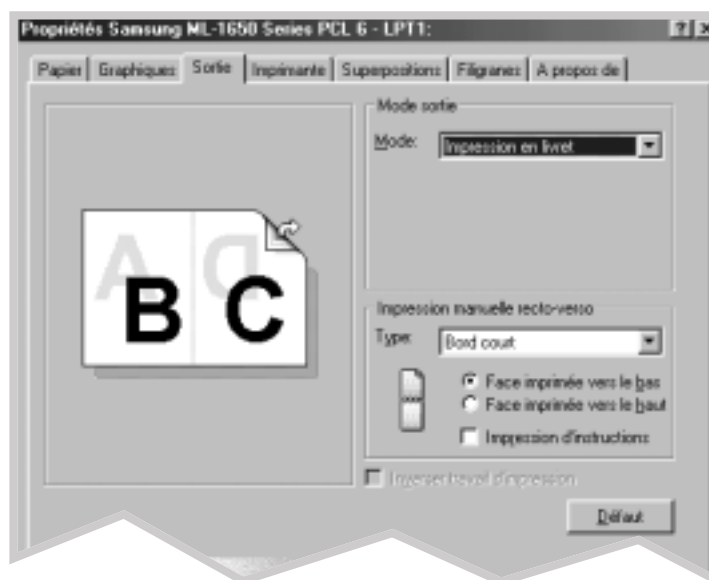 Propriétés Samsung ML-1650 Series PCL 6 - LPT1:
Papier Graphiques Sortie Imprimante Superpositions Filigranes A propos de
Mode sortie
Mode: Impression en livret
A D
B C
Impression manuelle recto-verso
Type: Bord court
Face imprimée vers le bas
Face imprimée vers le haut
Impression d'instructions
Inverser travail d'impression
Défaut